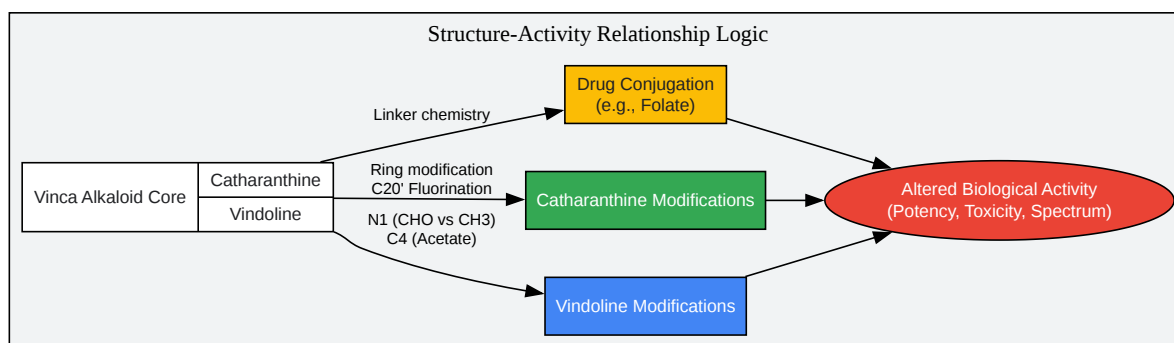 Structure-Activity Relationship Logic
Drug Conjugation
(e.g., Folate)
Linker chemistry
Vinca Alkaloid Core
Catharanthine
Vindoline
Ring modification
C20' Fluorination
N1 (CHO vs CH3)
C4 (Acetate)
Catharanthine Modifications
Altered Biological Activity
(Potency, Toxicity, Spectrum)
Vindoline Modifications